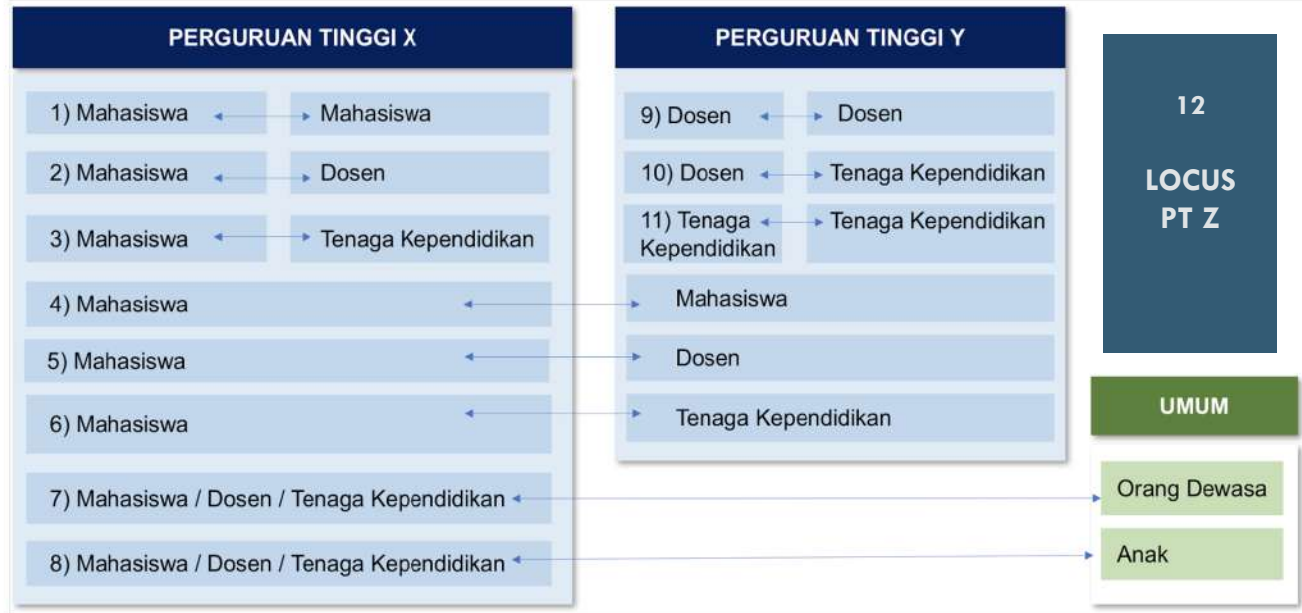 PERGURUAN TINGGI X
1) Mahasiswa Mahasiswa
2) Mahasiswa Dosen
3) Mahasiswa Tenaga Kependidikan
4) Mahasiswa
5) Mahasiswa
6) Mahasiswa
7) Mahasiswa / Dosen / Tenaga Kependidikan
8) Mahasiswa / Dosen / Tenaga Kependidikan
PERGURUAN TINGGI Y
9) Dosen Dosen
10) Dosen Tenaga Kependidikan
11) Tenaga Tenaga Kependidikan
Kependidikan
Mahasiswa
Dosen
Tenaga Kependidikan
12
LOCUS
PT Z
UMUM
Orang Dewasa
Anak